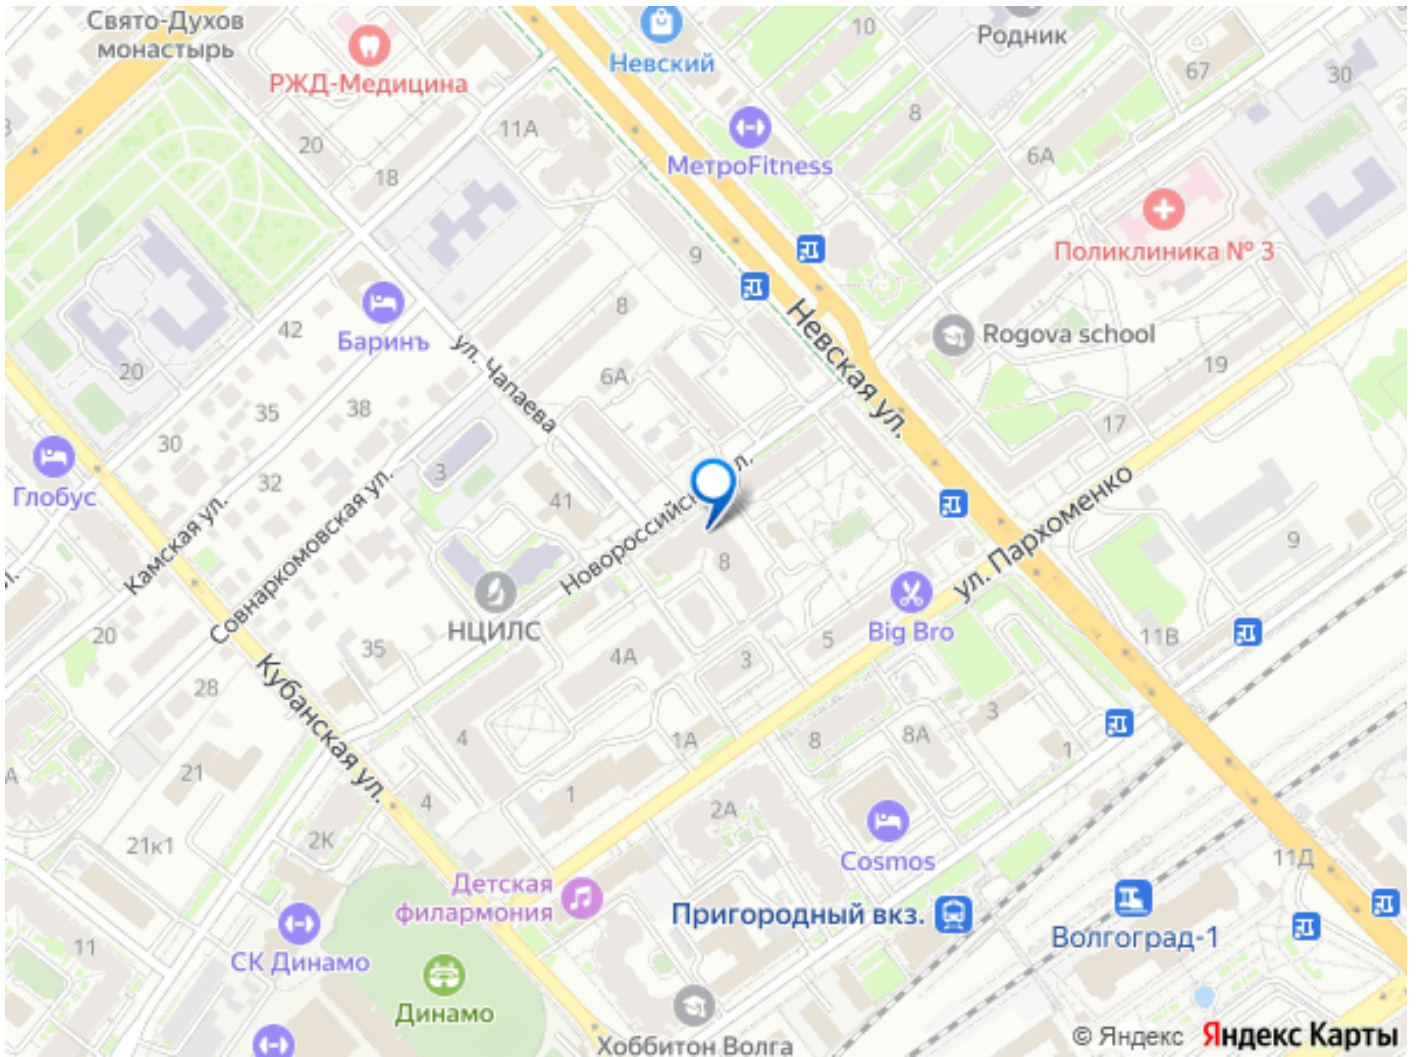 Свято-Духов
монастырь
РЖД-Медицина
Невский
10
Родник
67
30
20
11А
18
МетроFitness
8
6А
Поликлиника № 3
9
8
Баринъ
42
ул. Чапаева
6А
Невская ул.
Rogova school
19
20
35
38
30
17
Глобус
32
3
41
Новороссийск
л.
Камская ул.
Совнаркомовская ул.
НЦИЛС
8
ул. Пархоменко
9
Big Bro
20
35
4А
3
5
11В
28
Кубанская ул.
4
1А
8
8А
3
1
21
4
1
2А
21к1
2К
Cosmos
11Д
Детская
филармония
Пригородный вкз.
Волгоград-1
11
СК Динамо
Динамо
Хоббитон Волга
© Яндекс Яндекс Карты